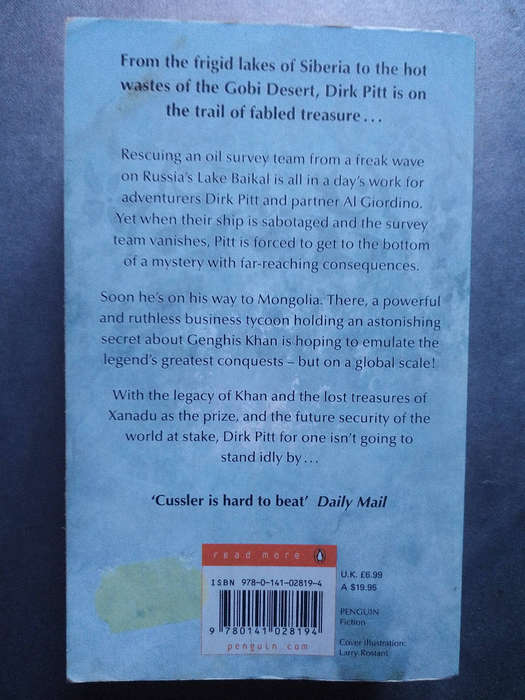 From the frigid lakes of Siberia to the hot
wastes of the Gobi Desert, Dirk Pitt is on
the trail of fabled treasure...
Rescuing an oil survey team from a freak wave
on Russia's Lake Baikal is all in a day's work for
adventurers Dirk Pitt and partner Al Giordino.
Yet when their ship is sabotaged and the survey
team vanishes, Pitt is forced to get to the bottom
of a mystery with far-reaching consequences.
Soon he's on his way to Mongolia. There, a powerful
and ruthless business tycoon holding an astonishing
secret about Genghis Khan is hoping to emulate the
legend's greatest conquests – but on a global scale!
With the legacy of Khan and the lost treasures of
Xanadu as the prize, and the future security of the
world at stake, Dirk Pitt for one isn't going to
stand idly by...
'Cussler is hard to beat' Daily Mail
read more
ISBN 978-0-141-02819-4
9 780141 028194
penguin.com
U.K. £6.99
A $19.95
PENGUIN
Fiction
Cover illustration:
Larry Rostant